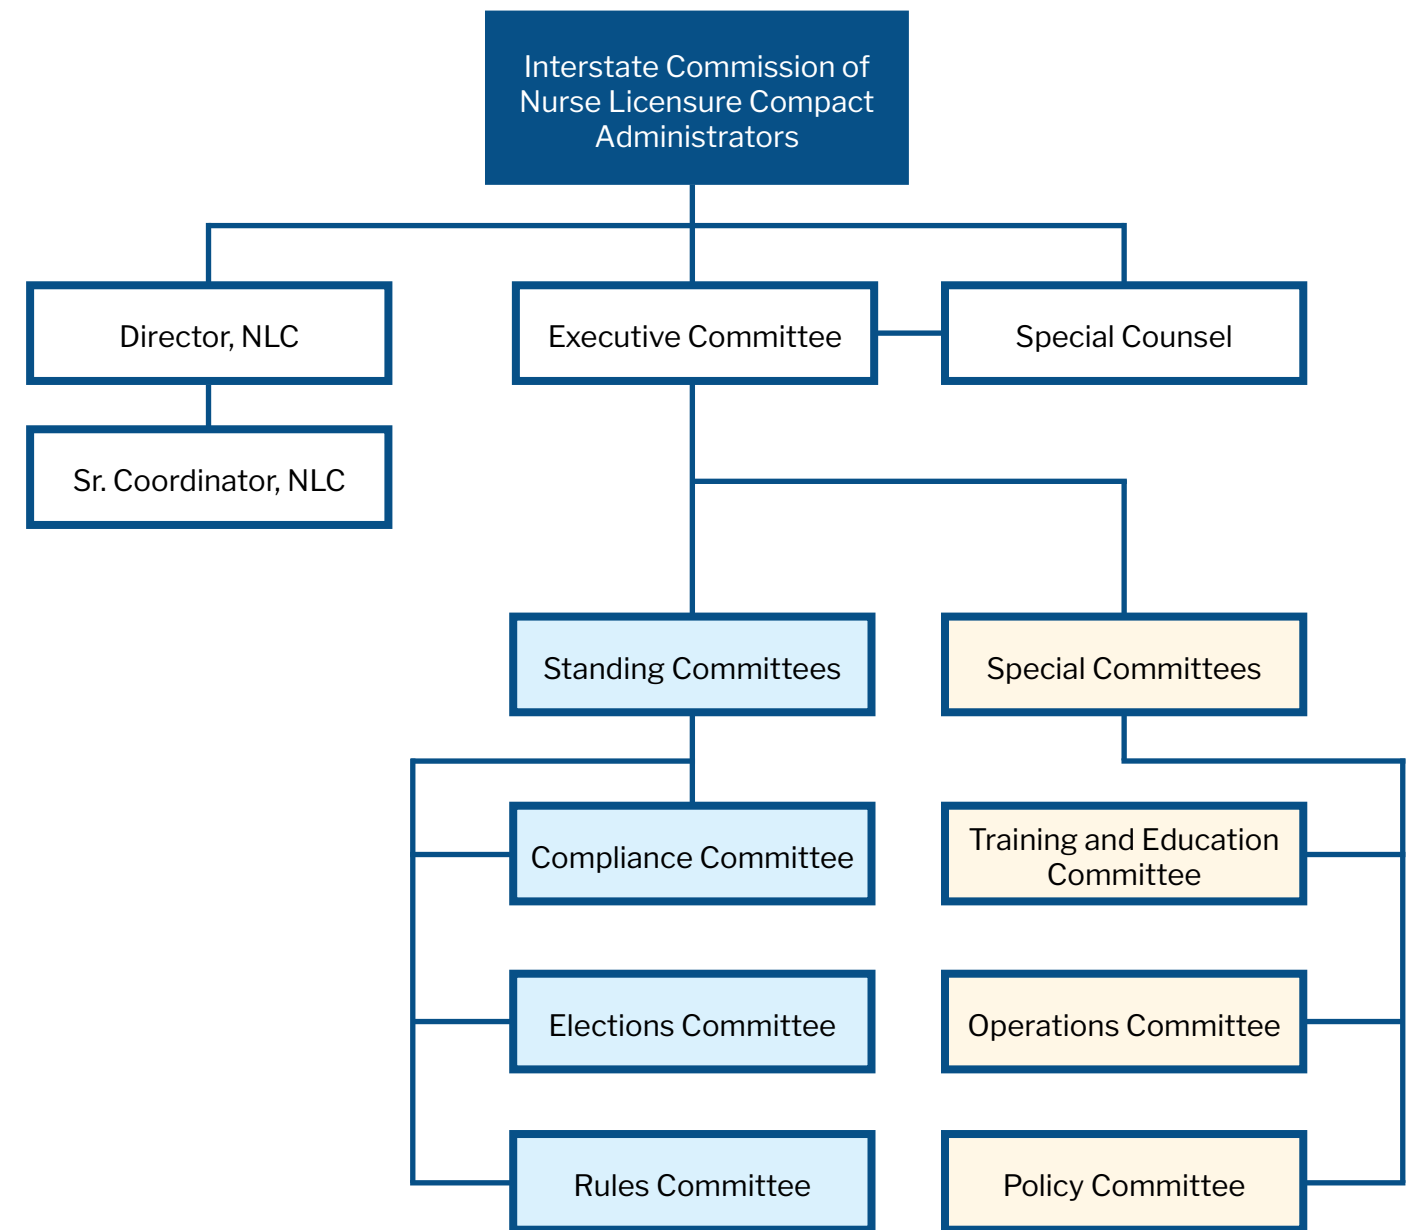 Interstate Commission of
Nurse Licensure Compact
Administrators
Director, NLC
Executive Committee
Special Counsel
Sr. Coordinator, NLC
Standing Committees
Special Committees
Compliance Committee
Training and Education
Committee
Elections Committee
Operations Committee
Rules Committee
Policy Committee